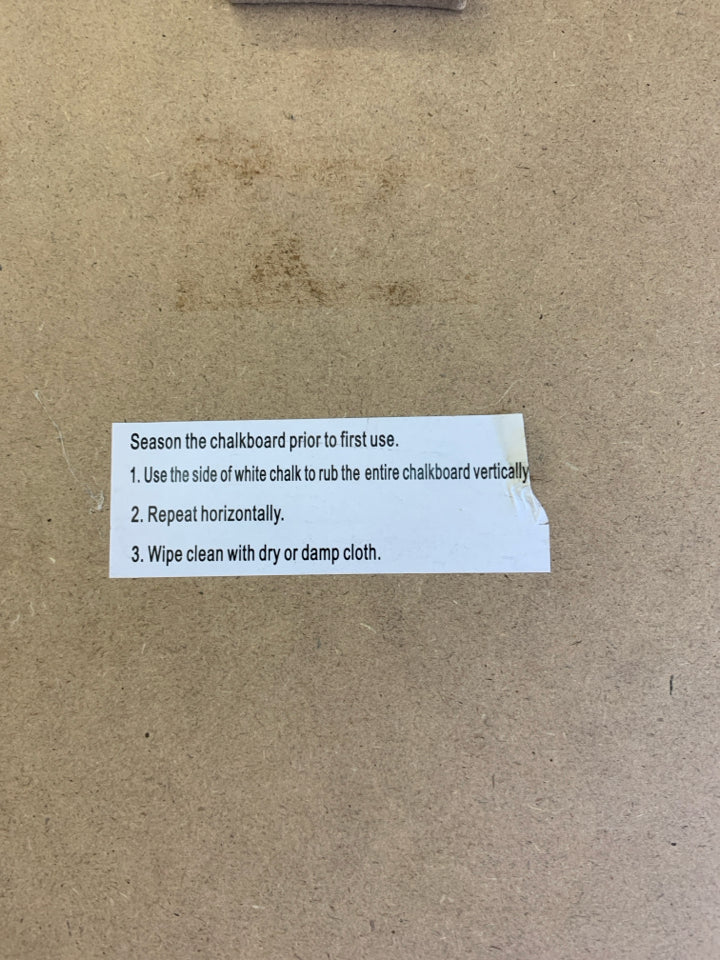 Season the chalkboard prior to first use.
1. Use the side of white chalk to rub the entire chalkboard vertically
2. Repeat horizontally.
3. Wipe clean with dry or damp cloth.